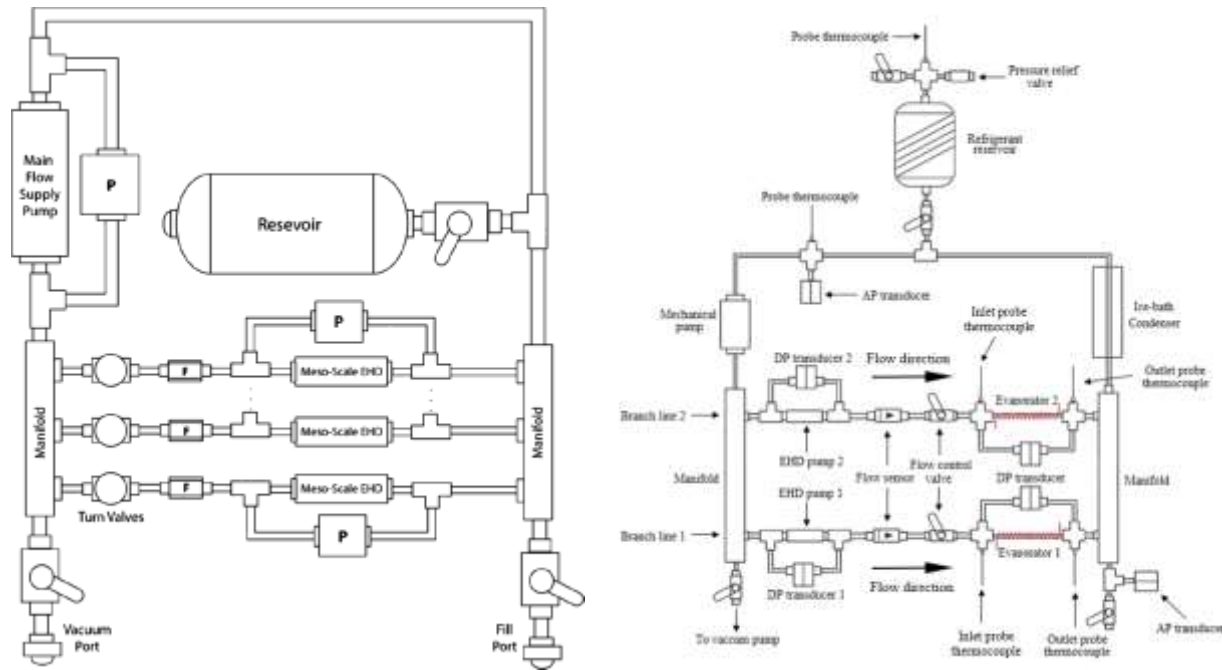 Main
Flow
Supply
Pump
P
Resevoir
P
F
Meso-Scale EHD
F
Meso-Scale EHD
F
Meso-Scale EHD
P
Manifold
Manifold
Turn Valves
Vacuum
Port
Fill
Port
Probe thermocouple
Pressure relief
valve
Refrigerant
reservoir
Probe thermocouple
AP transducer
Mechanical
pump
Inlet probe
thermocouple
Ice-bath
Condenser
DP transducer 2
Flow direction
Outlet probe
thermocouple
Branch line 2
Evaporator 2
EHD pump 2
Flow sensor
Flow control
valve
DP transducer
Manifold
Manifold
EHD pump 1
Branch line 1
Evaporator 1
DP transducer 1
Flow direction
To vacuum pump
Inlet probe
thermocouple
Outlet probe
thermocouple
AP transducer